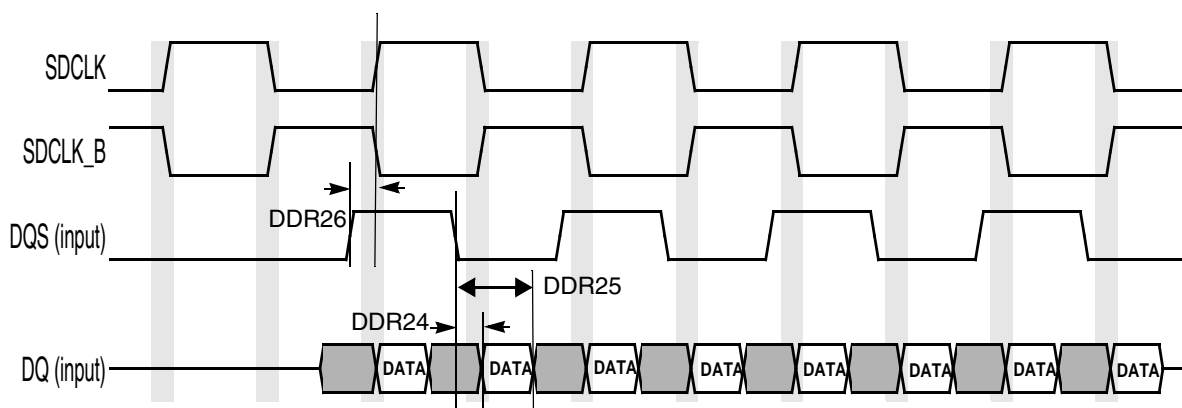 SDCLK
SDCLK_B
DDR26
DQS (input)
DDR25
DDR24
DQ (input)
DATA DATA DATA DATA DATA DATA DATA DATA